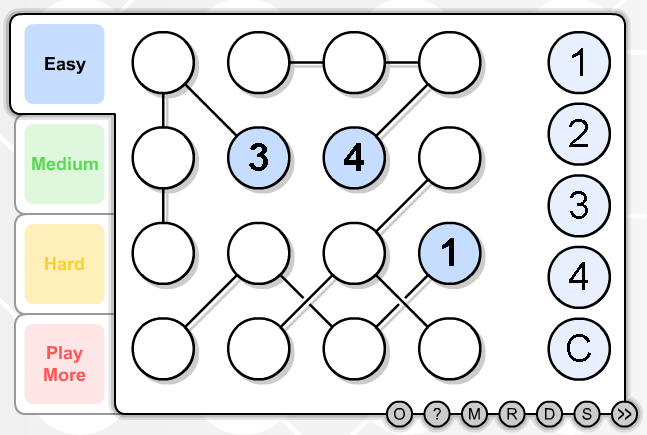 Easy
Medium
Hard
Play
More
3 4
1
1
2
3
4
C
O ? M R D S >>